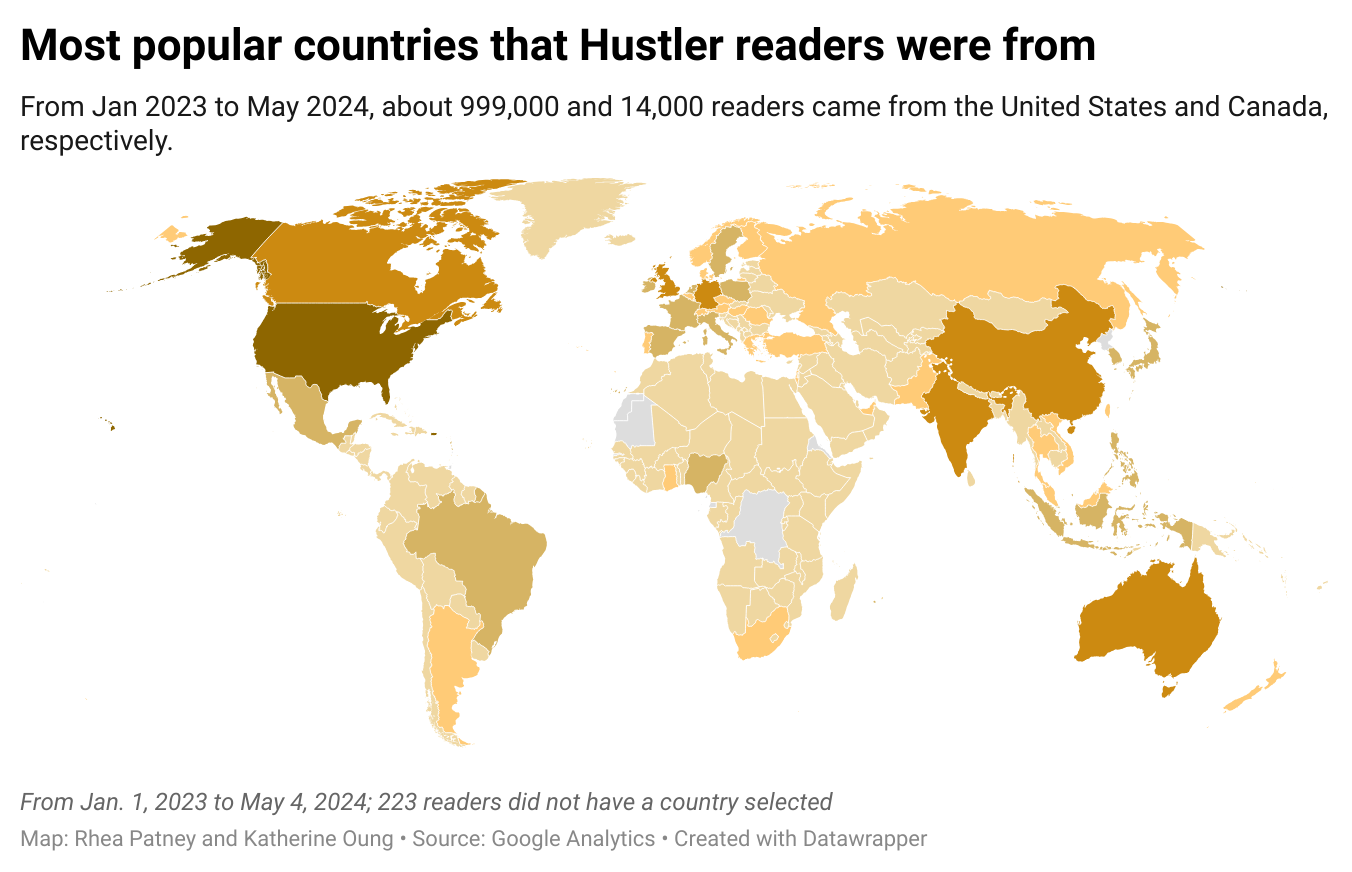 Most popular countries that Hustler readers were from
From Jan 2023 to May 2024, about 999,000 and 14,000 readers came from the United States and Canada,
respectively.
From Jan. 1, 2023 to May 4, 2024; 223 readers did not have a country selected
Map: Rhea Patney and Katherine Oung • Source: Google Analytics • Created with Datawrapper